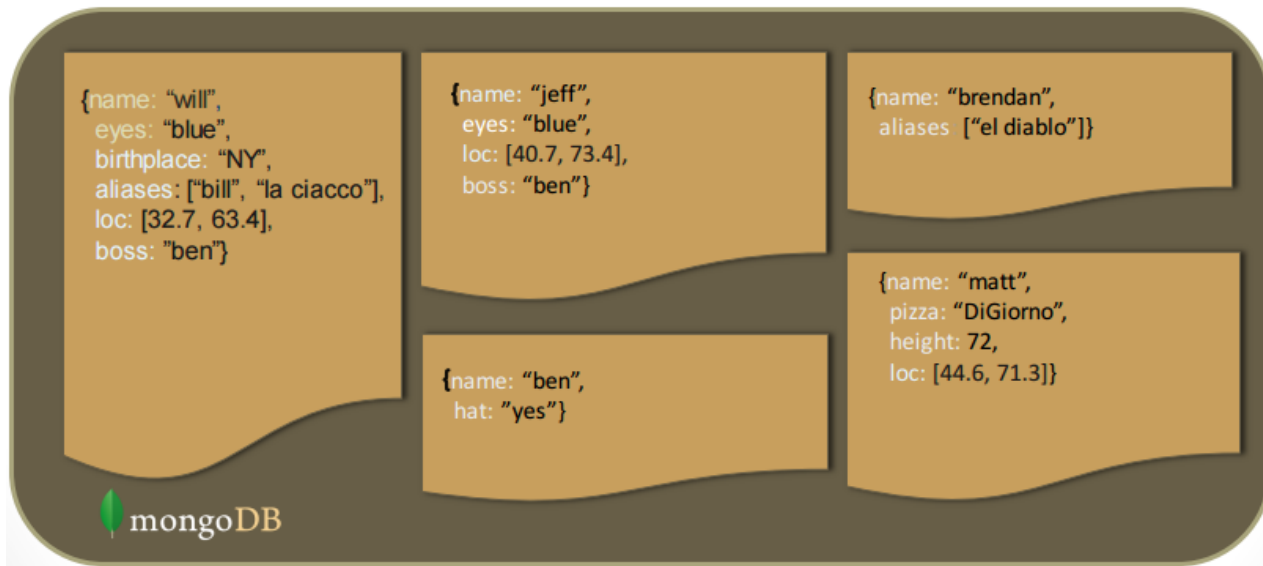 {name: “will”,
eyes: “blue”,
birthplace: “NY”,
aliases: [“bill”, “la ciacco”],
loc: [32.7, 63.4],
boss: ”ben”}
{name: “jeff”,
eyes: “blue”,
loc: [40.7, 73.4],
boss: “ben”}
{name: “ben”,
hat: ”yes”}
{name: “brendan”,
aliases [“el diablo”]}
{name: “matt”,
pizza: “DiGiorno”,
height: 72,
loc: [44.6, 71.3]}
mongoDB